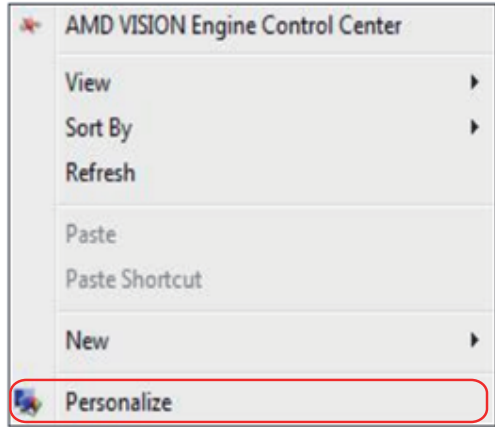 AMD VISION Engine Control Center
View
Sort By
Refresh
Paste
Paste Shortcut
New
Personalize